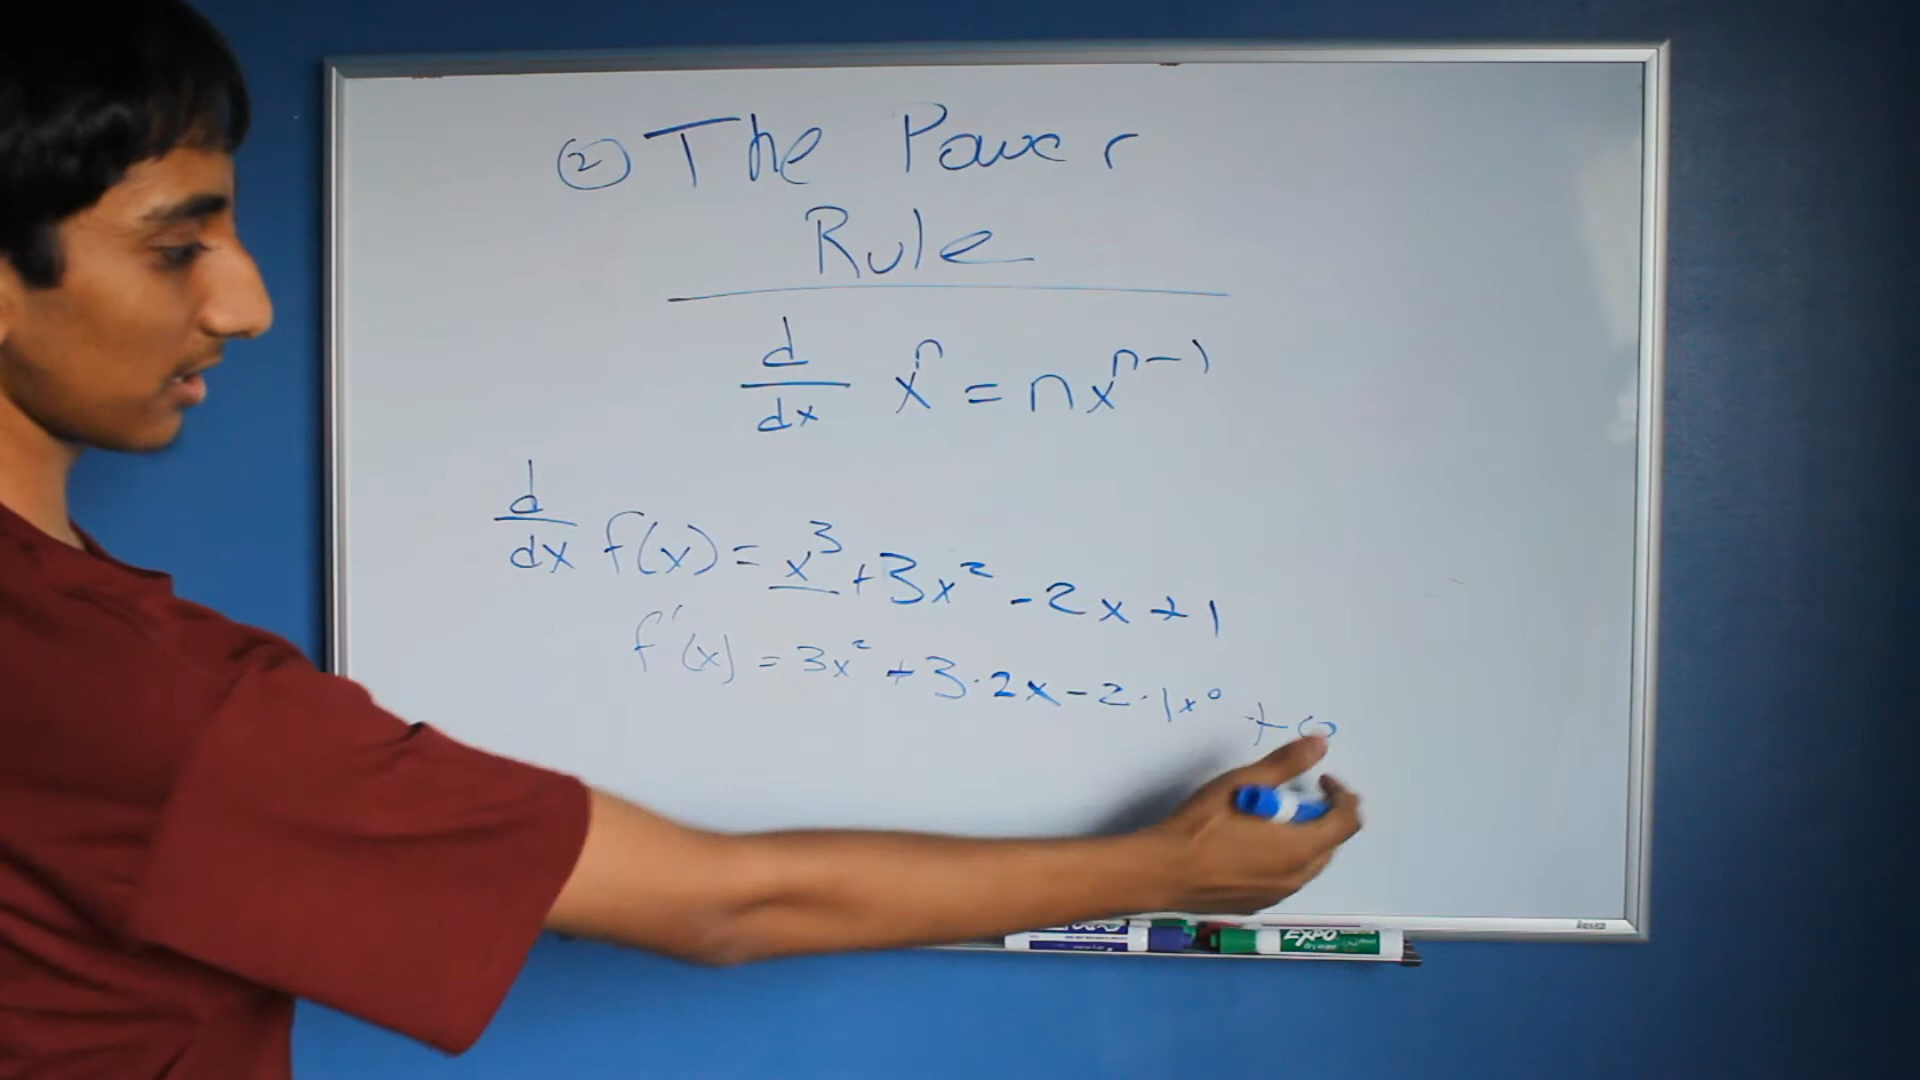 ② The Power
Rule
d/dx xⁿ = nxⁿ⁻¹
d/dx f(x) = x³ + 3x² - 2x + 1
f'(x) = 3x² + 3·2x - 2·1x⁰ + 0
EXPO